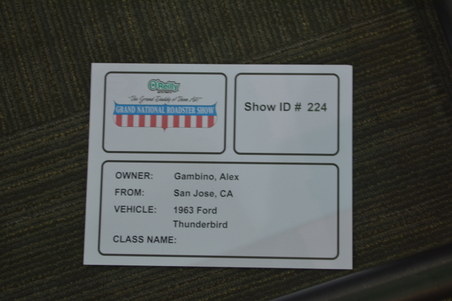 "The Grand Daddy of Them All"
GRAND NATIONAL ROADSTER SHOW
Show ID # 224
OWNER: Gambino, Alex
FROM: San Jose, CA
VEHICLE: 1963 Ford
Thunderbird
CLASS NAME: